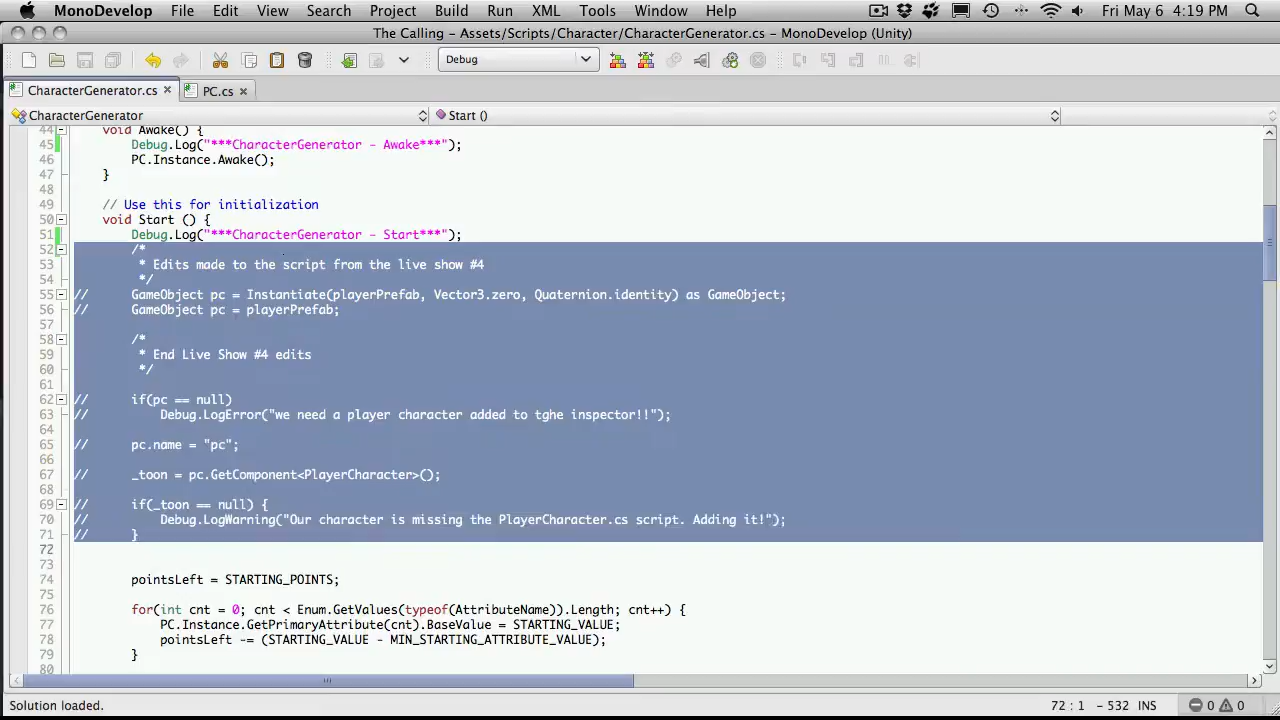 MonoDevelop File Edit View Search Project Build Run XML Tools Window Help Fri May 6 4:19 PM
The Calling - Assets/Scripts/Character/CharacterGenerator.cs - MonoDevelop (Unity)
Debug
CharacterGenerator.cs × PC.cs ×
CharacterGenerator Start ()
44 void Awake() {
45 Debug.Log("***CharacterGenerator - Awake***");
46 PC.Instance.Awake();
47 }
48
49 // Use this for initialization
50 void Start () {
51 Debug.Log("***CharacterGenerator - Start***");
52 /*
53 * Edits made to the script from the live show #4
54 */
55 // GameObject pc = Instantiate(playerPrefab, Vector3.zero, Quaternion.identity) as GameObject;
56 // GameObject pc = playerPrefab;
57
58 /*
59 * End Live Show #4 edits
60 */
61
62 // if(pc == null)
63 // Debug.LogError("we need a player character added to tghe inspector!!");
64
65 // pc.name = "pc";
66
67 // _toon = pc.GetComponent<PlayerCharacter>();
68
69 // if(_toon == null) {
70 // Debug.LogWarning("Our character is missing the PlayerCharacter.cs script. Adding it!");
71 // }
72
73
74 pointsLeft = STARTING_POINTS;
75
76 for(int cnt = 0; cnt < Enum.GetValues(typeof(AttributeName)).Length; cnt++) {
77 PC.Instance.GetPrimaryAttribute(cnt).BaseValue = STARTING_VALUE;
78 pointsLeft -= (STARTING_VALUE - MIN_STARTING_ATTRIBUTE_VALUE);
79 }
80
Solution loaded. 72 : 1 - 532 INS 0 0